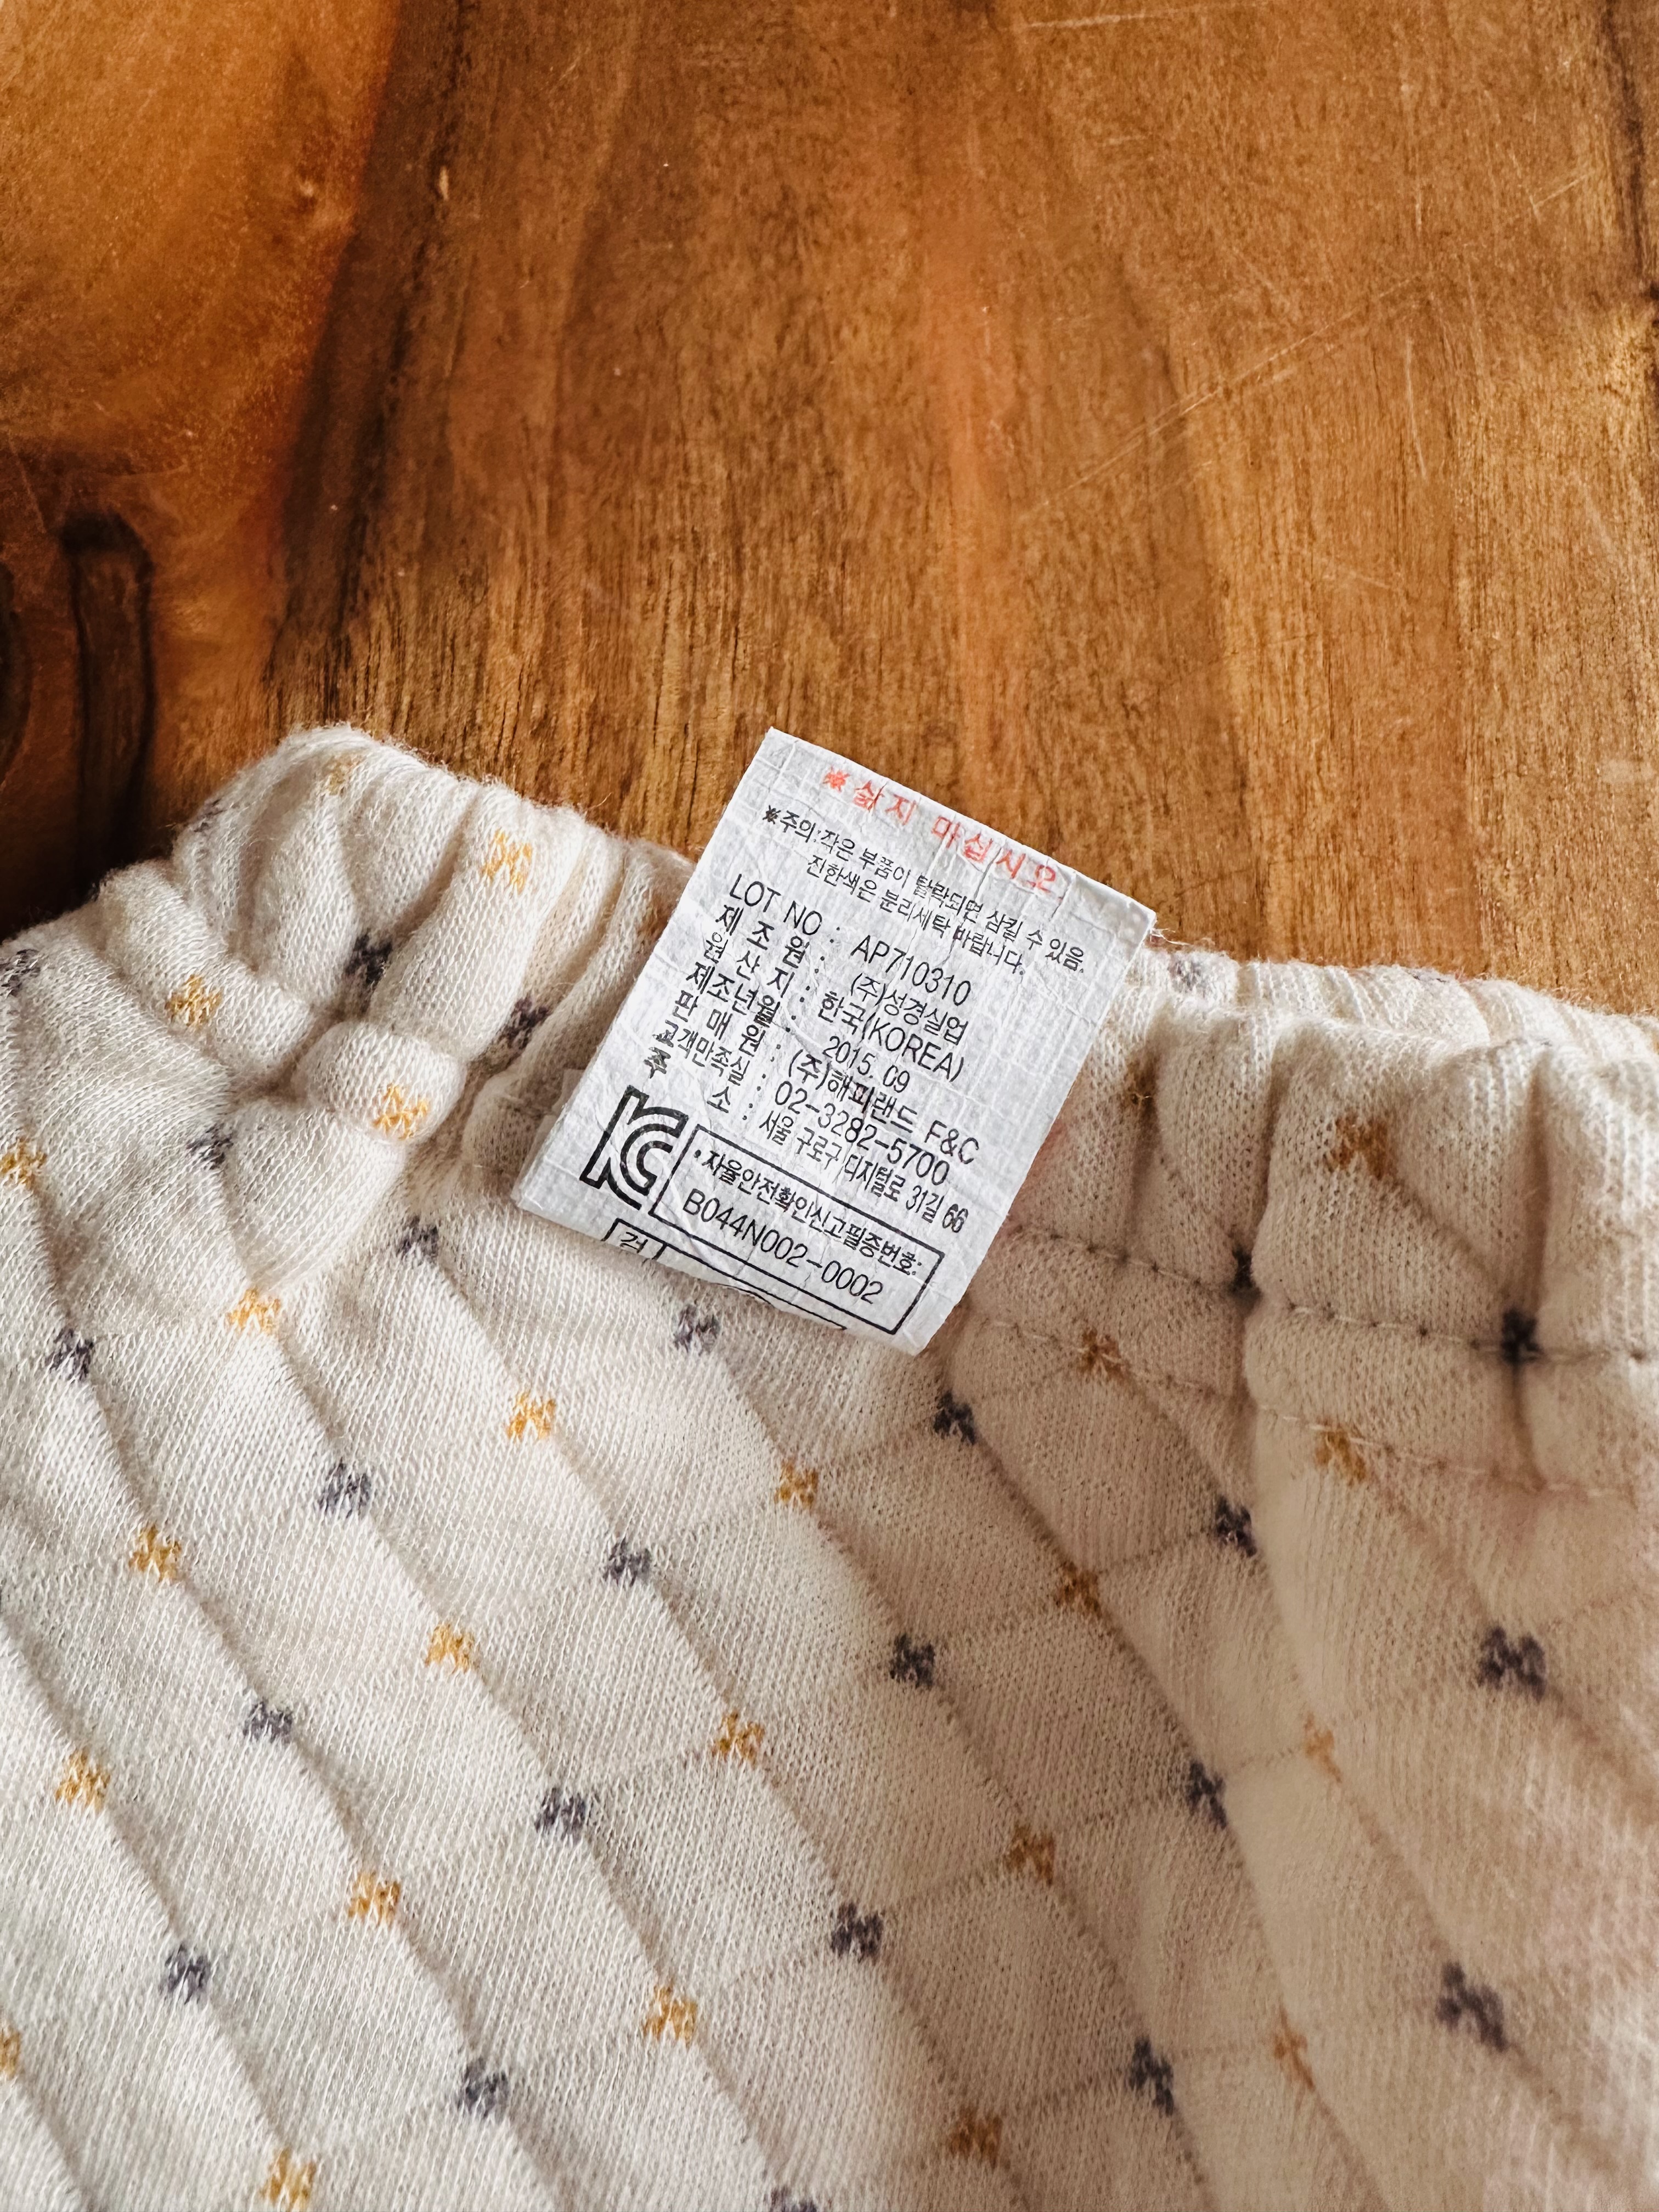 ※삶지 마십시오
※주의:작은 부품이 탈락되면 삼킬 수 있음.
진한색은 분리세탁 바랍니다.
LOT NO : AP710310
제 조 원 : (주)성경실업
원 산 지 : 한국(KOREA)
제조년월 : 2015. 09
판 매 원 : (주)해피랜드 F&C
고객만족실 : 02-3282-5700
주 소 : 서울 구로구 디지털로 31길 66
•자율안전확인신고필증번호:
B044N002-0002
검